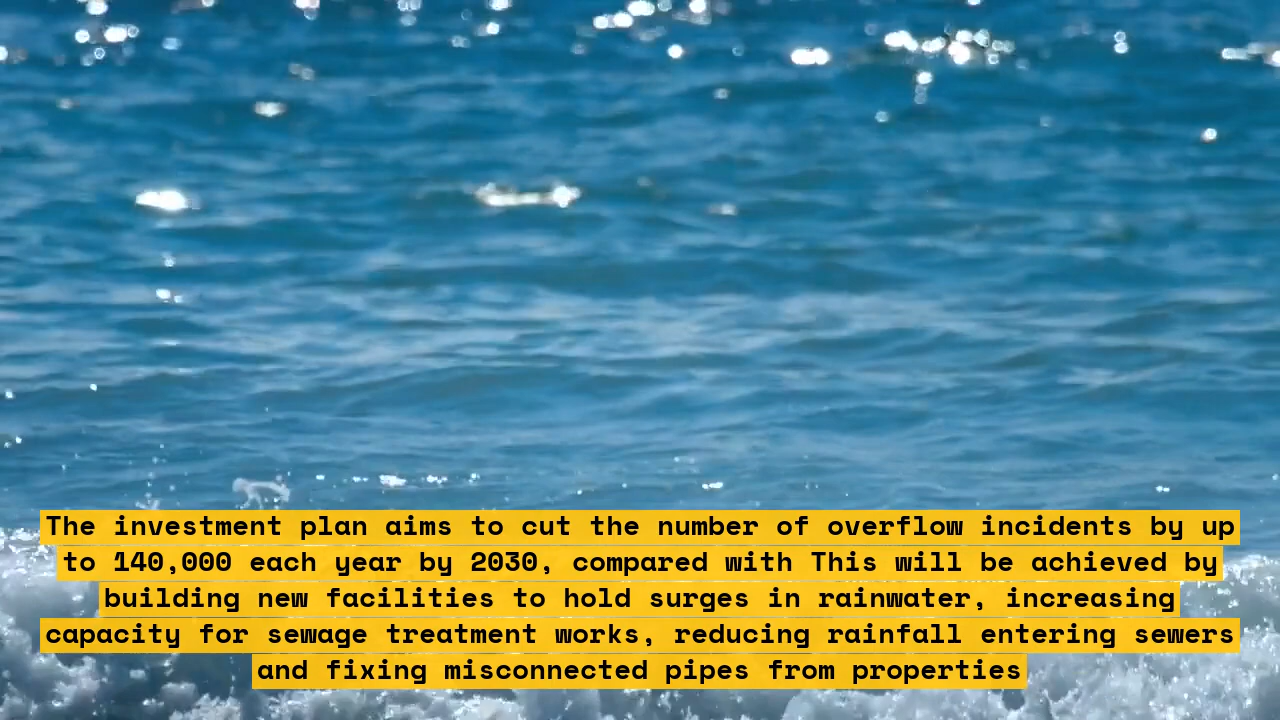 The investment plan aims to cut the number of overflow incidents by up
to 140,000 each year by 2030, compared with This will be achieved by
building new facilities to hold surges in rainwater, increasing
capacity for sewage treatment works, reducing rainfall entering sewers
and fixing misconnected pipes from properties